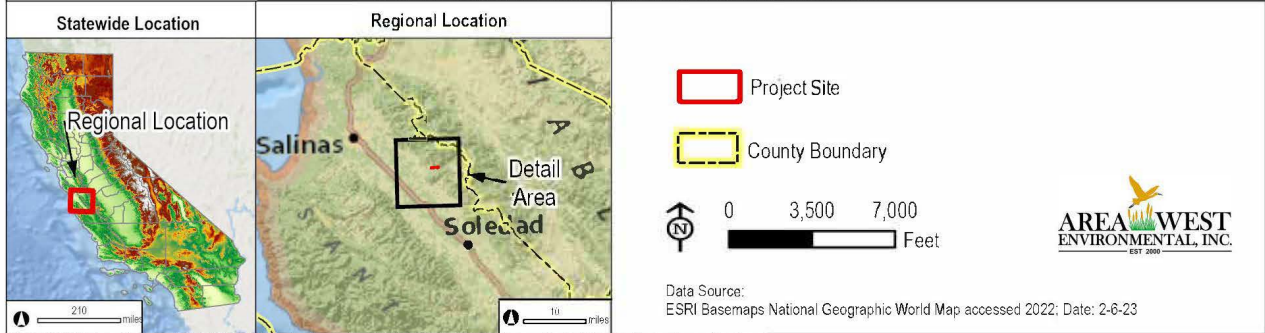 Statewide Location
Regional Location
210
miles
Regional Location
Salinas
Soledad
Detail
Area
S A N
A B L
10
miles
Project Site
County Boundary
N
0 3,500 7,000
Feet
Data Source:
ESRI Basemaps National Geographic World Map accessed 2022; Date: 2-6-23
AREA WEST
ENVIRONMENTAL, INC.
EST 2000